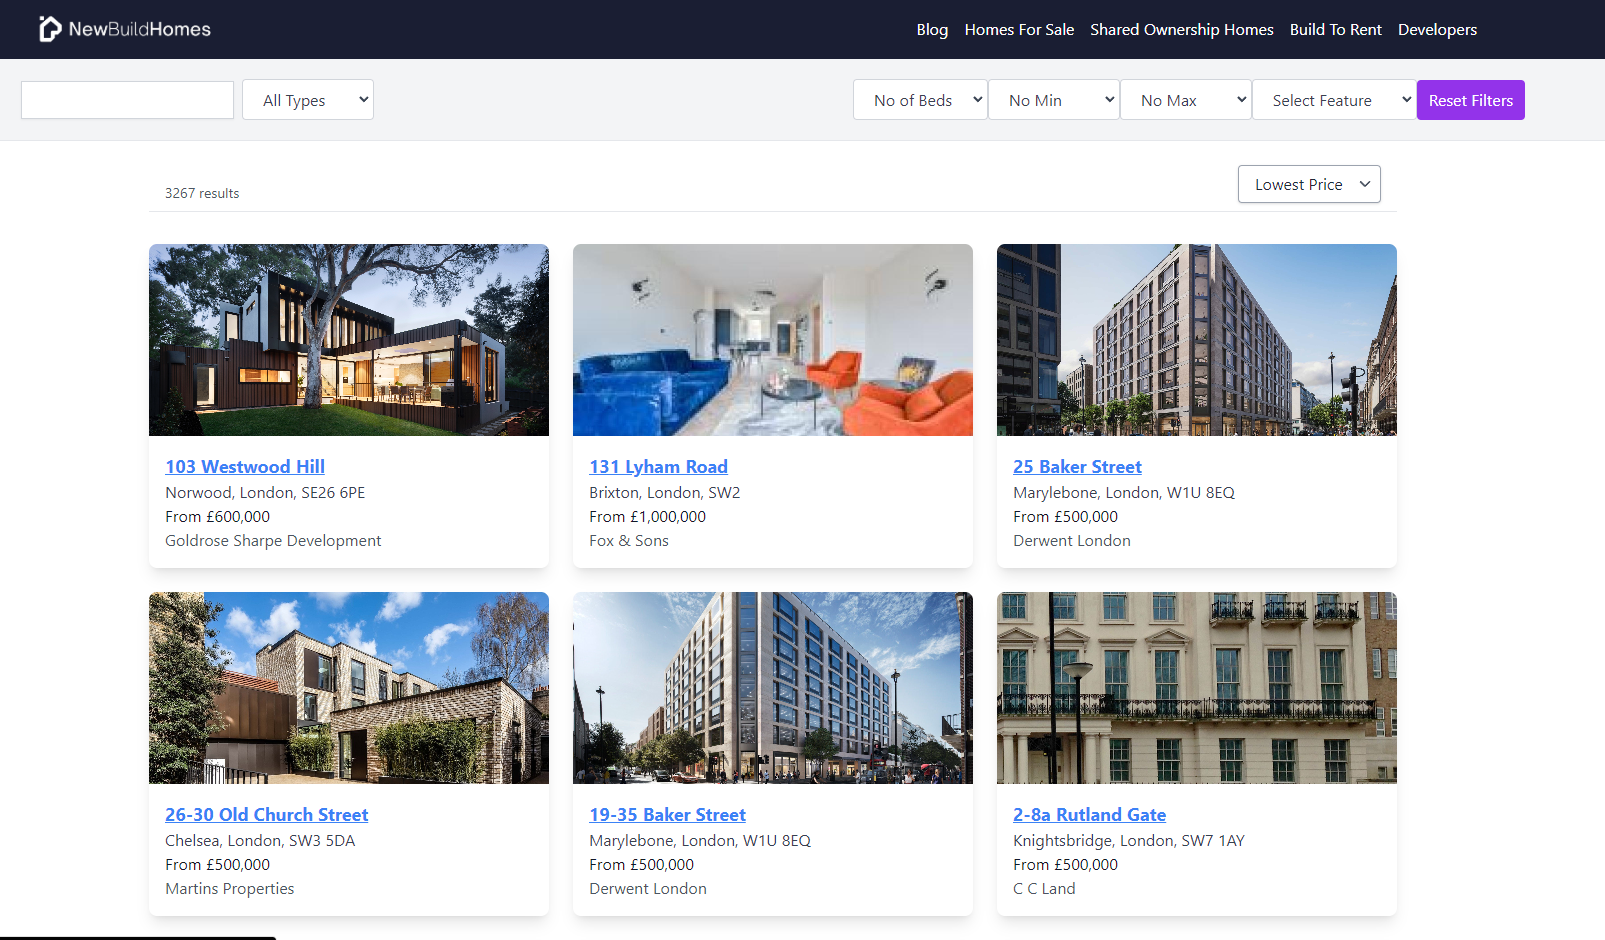 NewBuildHomes
Blog Homes For Sale Shared Ownership Homes Build To Rent Developers
All Types No of Beds No Min No Max Select Feature Reset Filters
3267 results
Lowest Price
103 Westwood Hill
Norwood, London, SE26 6PE
From £600,000
Goldrose Sharpe Development
131 Lyham Road
Brixton, London, SW2
From £1,000,000
Fox & Sons
25 Baker Street
Marylebone, London, W1U 8EQ
From £500,000
Derwent London
26-30 Old Church Street
Chelsea, London, SW3 5DA
From £500,000
Martins Properties
19-35 Baker Street
Marylebone, London, W1U 8EQ
From £500,000
Derwent London
2-8a Rutland Gate
Knightsbridge, London, SW7 1AY
From £500,000
C C Land